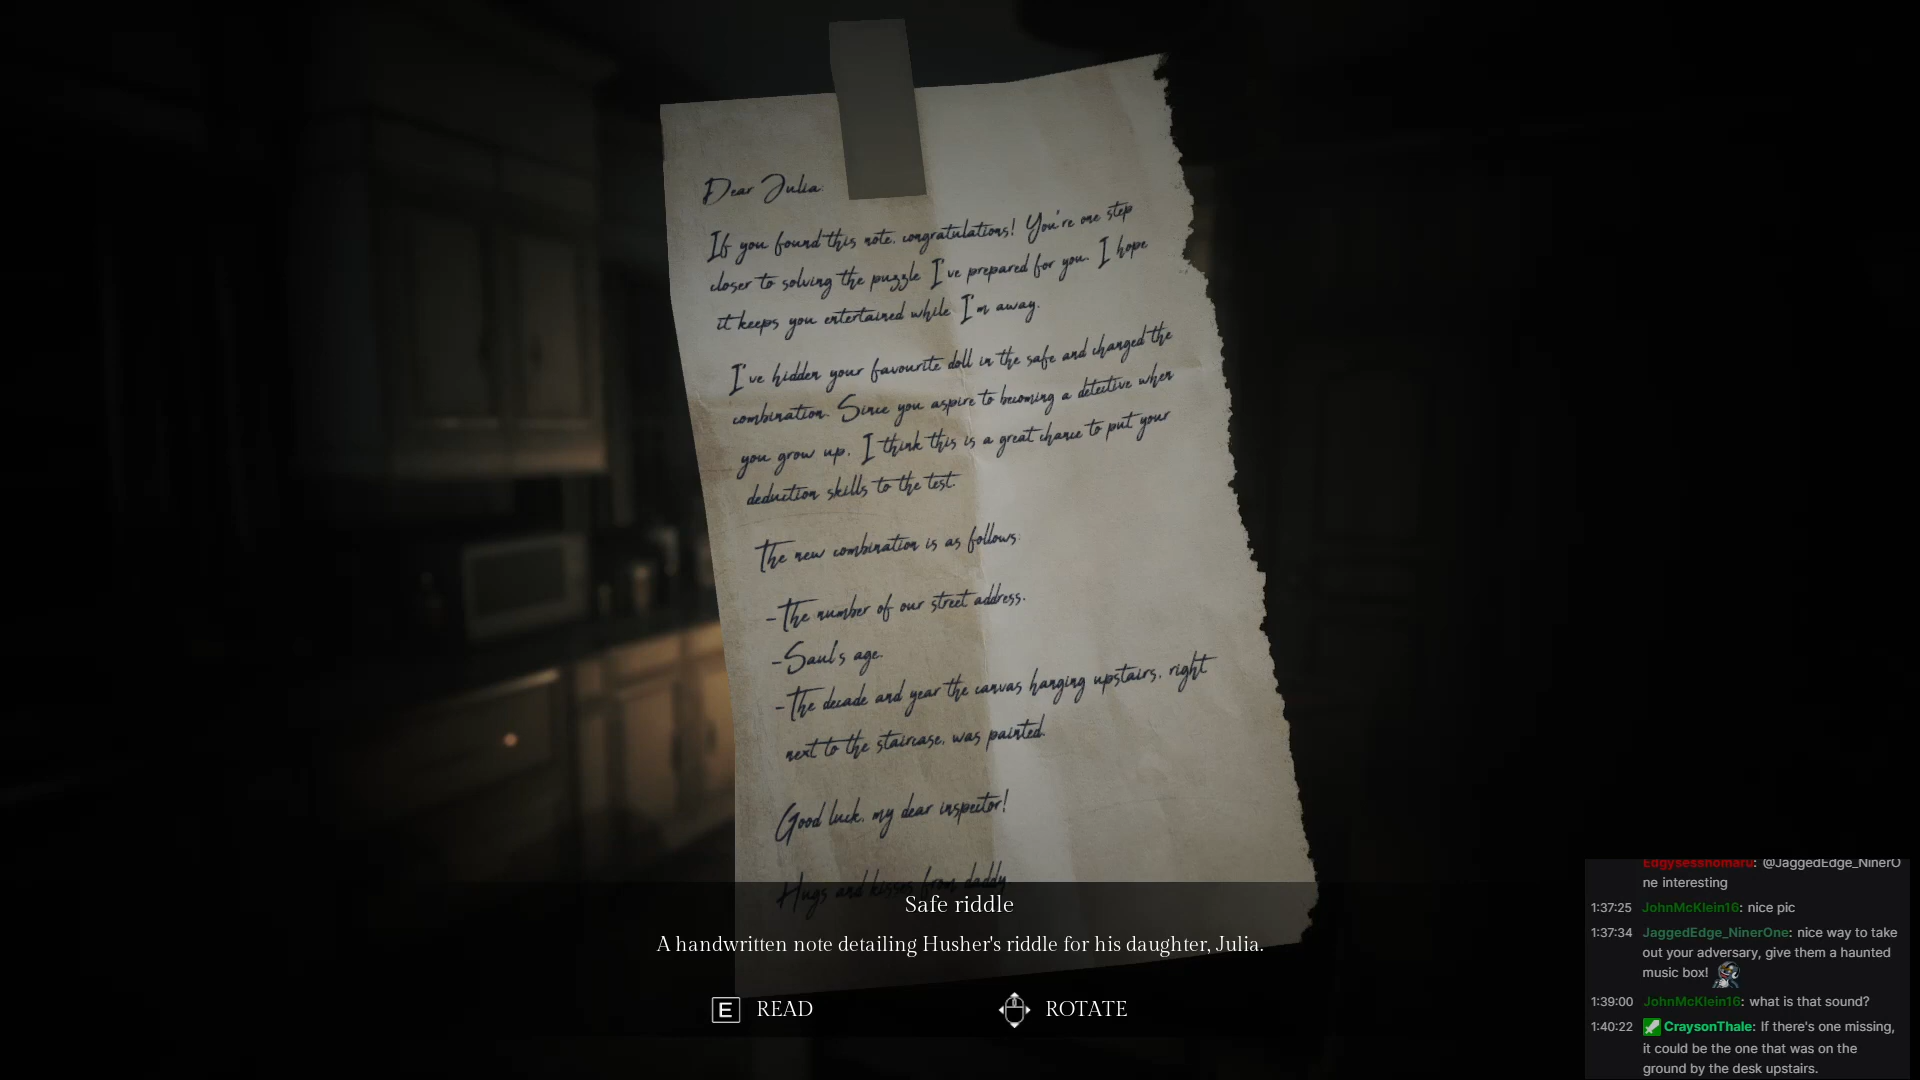 Dear Julia:
If you found this note, congratulations! You're one step
closer to solving the puzzle I've prepared for you. I hope
it keeps you entertained while I'm away.
I've hidden your favourite doll in the safe and changed the
combination. Since you aspire to becoming a detective when
you grow up, I think this is a great chance to put your
deduction skills to the test.
The new combination is as follows:
-The number of our street address.
-Saul's age.
-The decade and year the canvas hanging upstairs, right
next to the staircase, was painted.
Good luck, my dear inspector!
Hugs and kisses from daddy
Safe riddle
A handwritten note detailing Husher's riddle for his daughter, Julia.
E READ
ROTATE
Edgysesshomaru: @JaggedEdge_NinerO
ne interesting
1:37:25 JohnMcKlein16: nice pic
1:37:34 JaggedEdge_NinerOne: nice way to take
out your adversary, give them a haunted
music box!
1:39:00 JohnMcKlein16: what is that sound?
1:40:22 CraysonThale: If there's one missing,
it could be the one that was on the
ground by the desk upstairs.